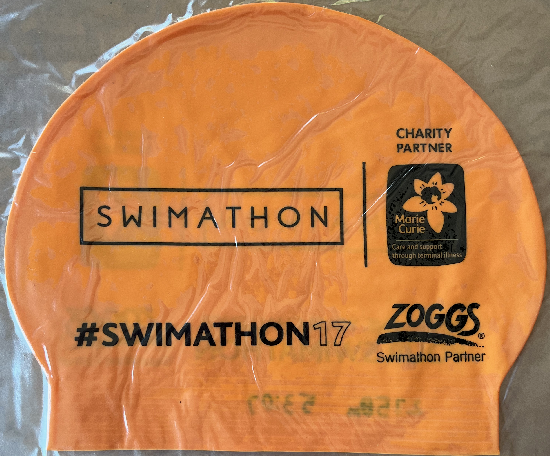 CHARITY
PARTNER
SWIMATHON
Marie
Curie
Care and support
through terminal illness
#SWIMATHON17
ZOGGS®
Swimathon Partner